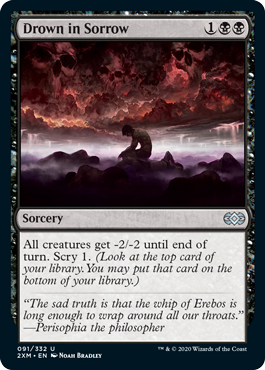 Drown in Sorrow 1
Sorcery
All creatures get -2/-2 until end of
turn. Scry 1. (Look at the top card of
your library. You may put that card on
the bottom of your library.)
“The sad truth is that the whip of Erebos is
long enough to wrap around all our throats.”
—Perisophia the philosopher
091/332 U
2XM • EN Noah Bradley
™ & © 2020 Wizards of the Coast